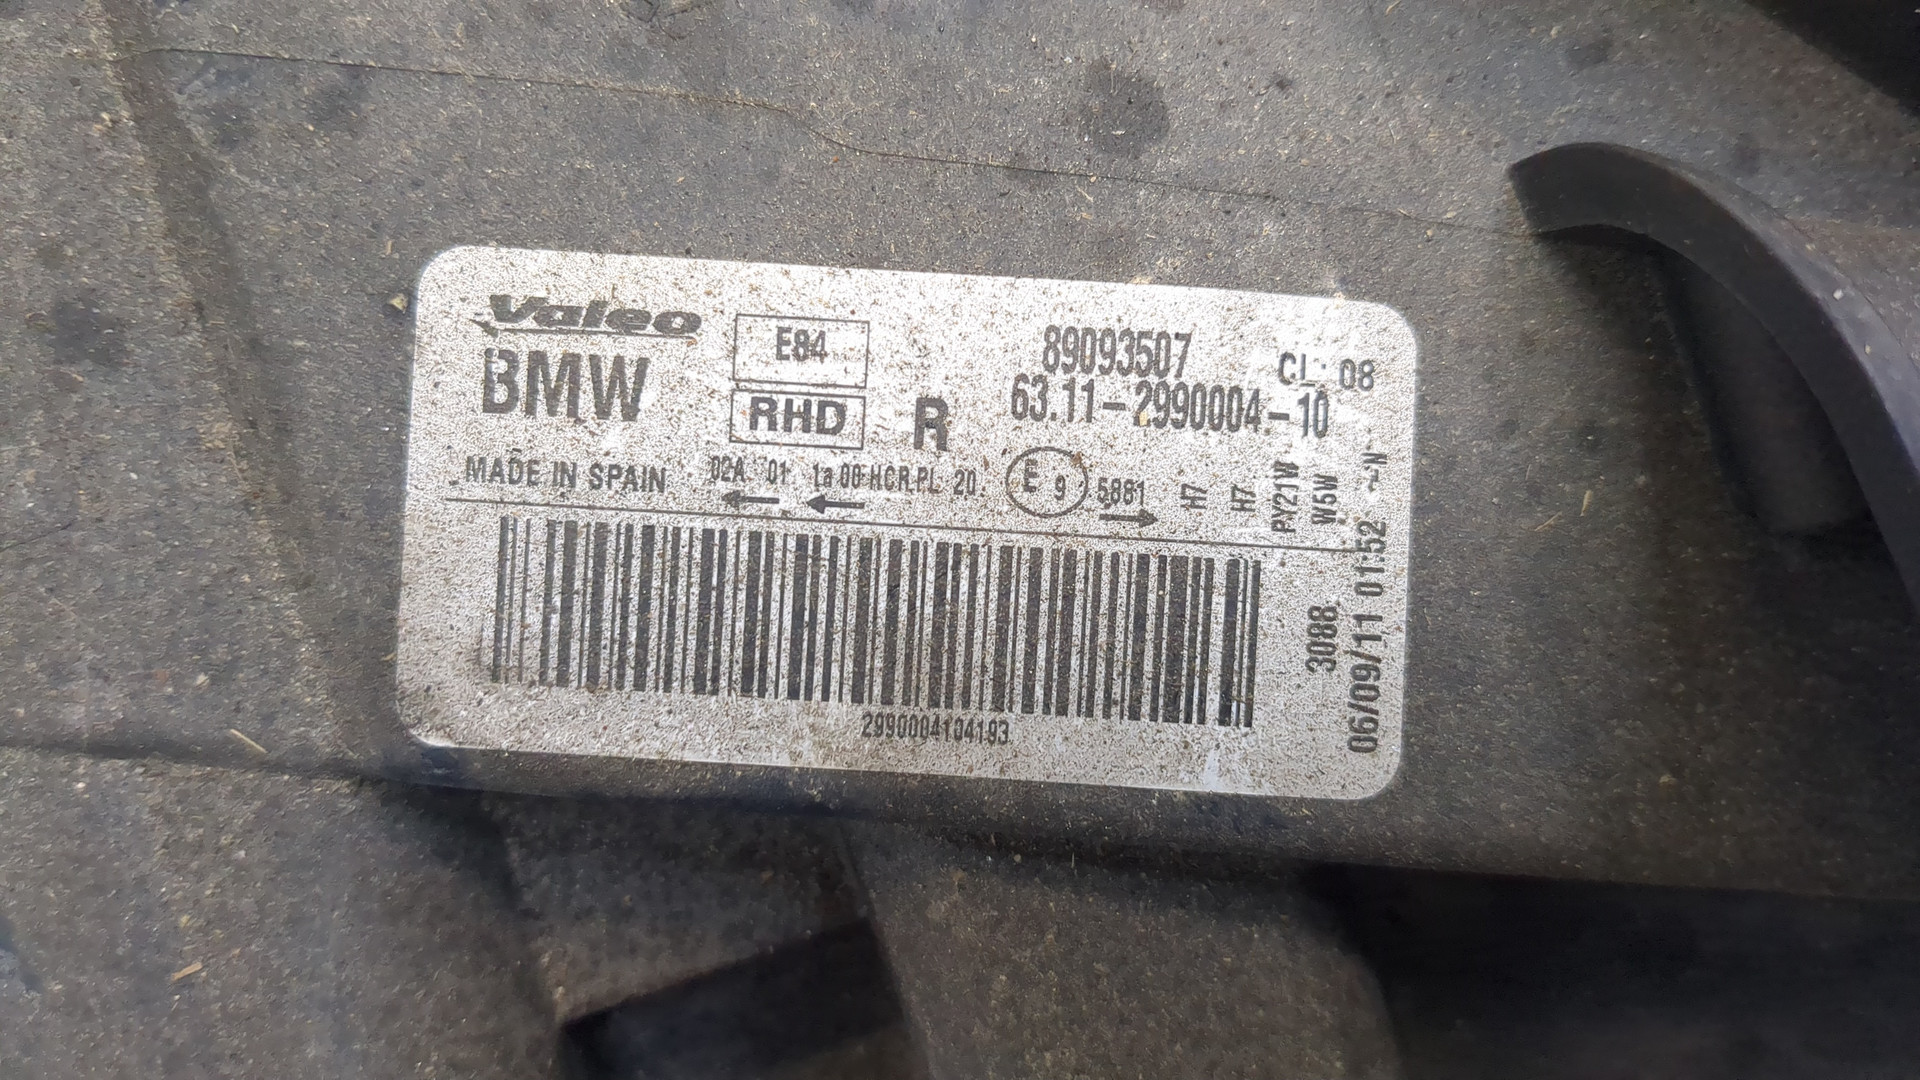 Valeo
BMW
E84
RHD
R
89093507
CL: 08
63.11-2990004-10
MADE IN SPAIN
02A 01 1a 00 HCR PL 20
E 9 5881
H7
H7
PY21W
W5W
~N
3088
06/09/11 01:52
2990004104193